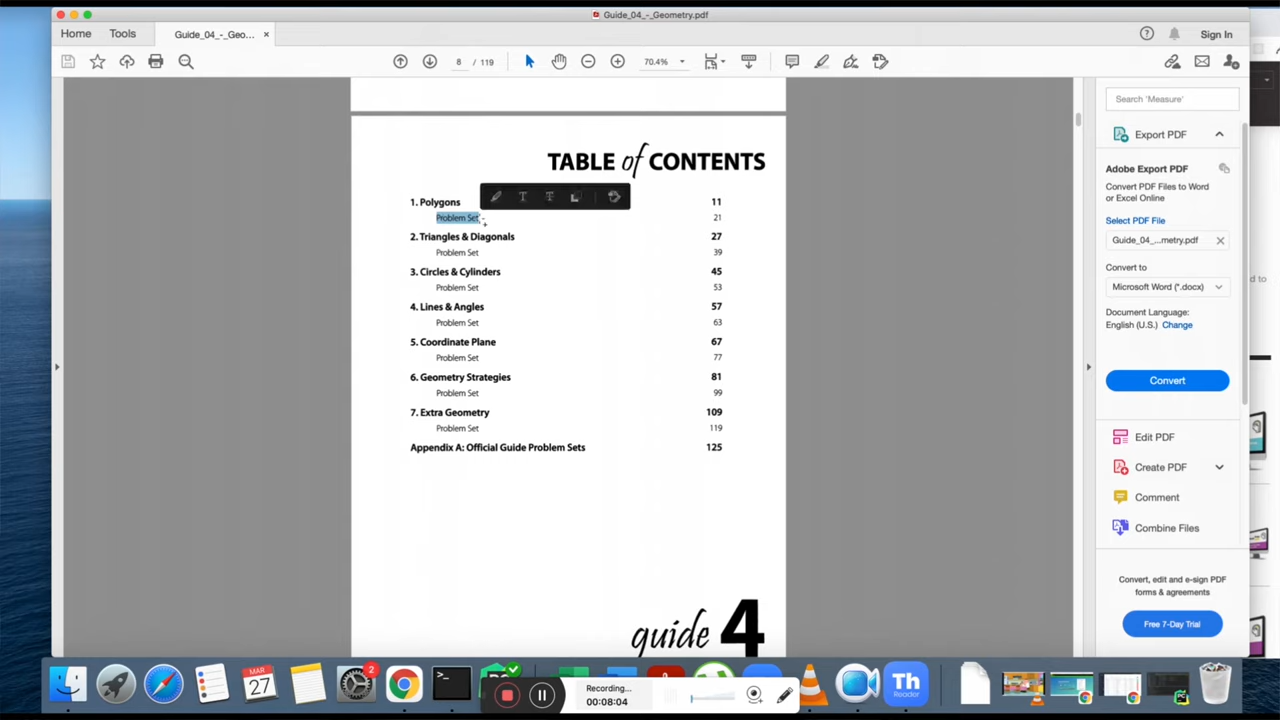 Guide_04_-_Geometry.pdf
Home Tools Guide_04_-_Geo... × Sign In
8 / 119 70.4%
Search 'Measure'
TABLE of CONTENTS
1. Polygons 11
Problem Set 21
2. Triangles & Diagonals 27
Problem Set 39
3. Circles & Cylinders 45
Problem Set 53
4. Lines & Angles 57
Problem Set 63
5. Coordinate Plane 67
Problem Set 77
6. Geometry Strategies 81
Problem Set 99
7. Extra Geometry 109
Problem Set 119
Appendix A: Official Guide Problem Sets 125
guide 4
Export PDF
Adobe Export PDF
Convert PDF Files to Word
or Excel Online
Select PDF File
Guide_04_...metry.pdf
Convert to
Microsoft Word (*.docx)
Document Language:
English (U.S.) Change
Convert
Edit PDF
Create PDF
Comment
Combine Files
Convert, edit and e-sign PDF
forms & agreements
Free 7-Day Trial
MAR
27
2
Th
Reader
Recording...
00:08:04